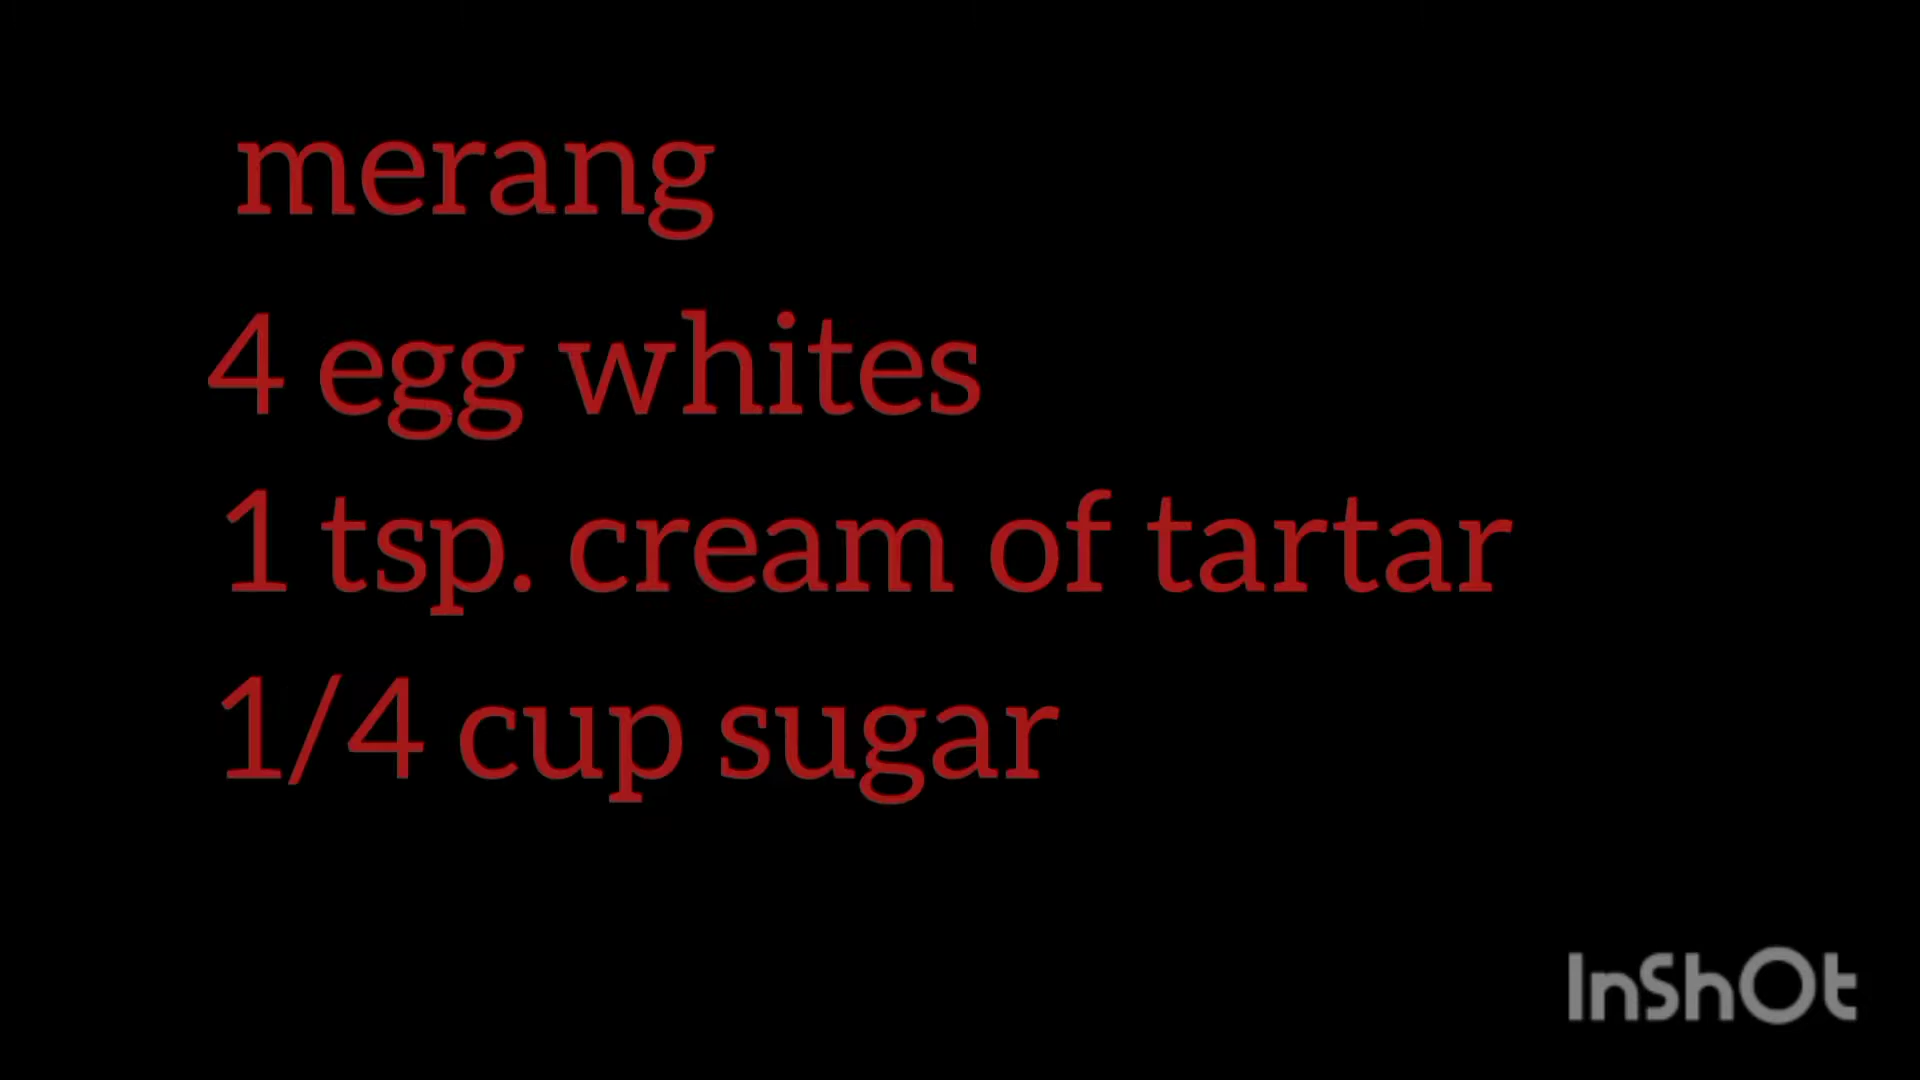 merang
4 egg whites
1 tsp. cream of tartar
1/4 cup sugar
InShOt